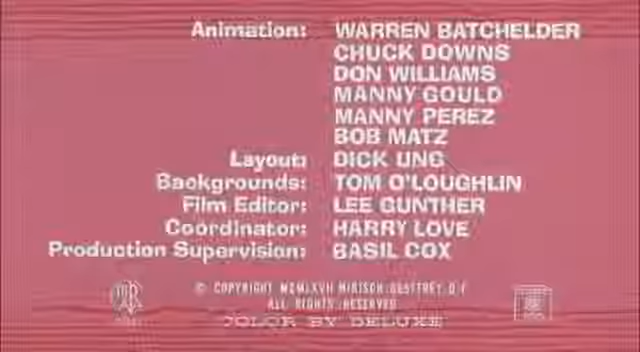 Animation: WARREN BATCHELDER
CHUCK DOWNS
DON WILLIAMS
MANNY GOULD
MANNY PEREZ
BOB MATZ
Layout: DICK UNG
Backgrounds: TOM O'LOUGHLIN
Film Editor: LEE GUNTHER
Coordinator: HARRY LOVE
Production Supervision: BASIL COX
© COPYRIGHT MCMLXVII MIRISCH-GEOFFREY, D-F
ALL RIGHTS RESERVED
COLOR BY DELUXE